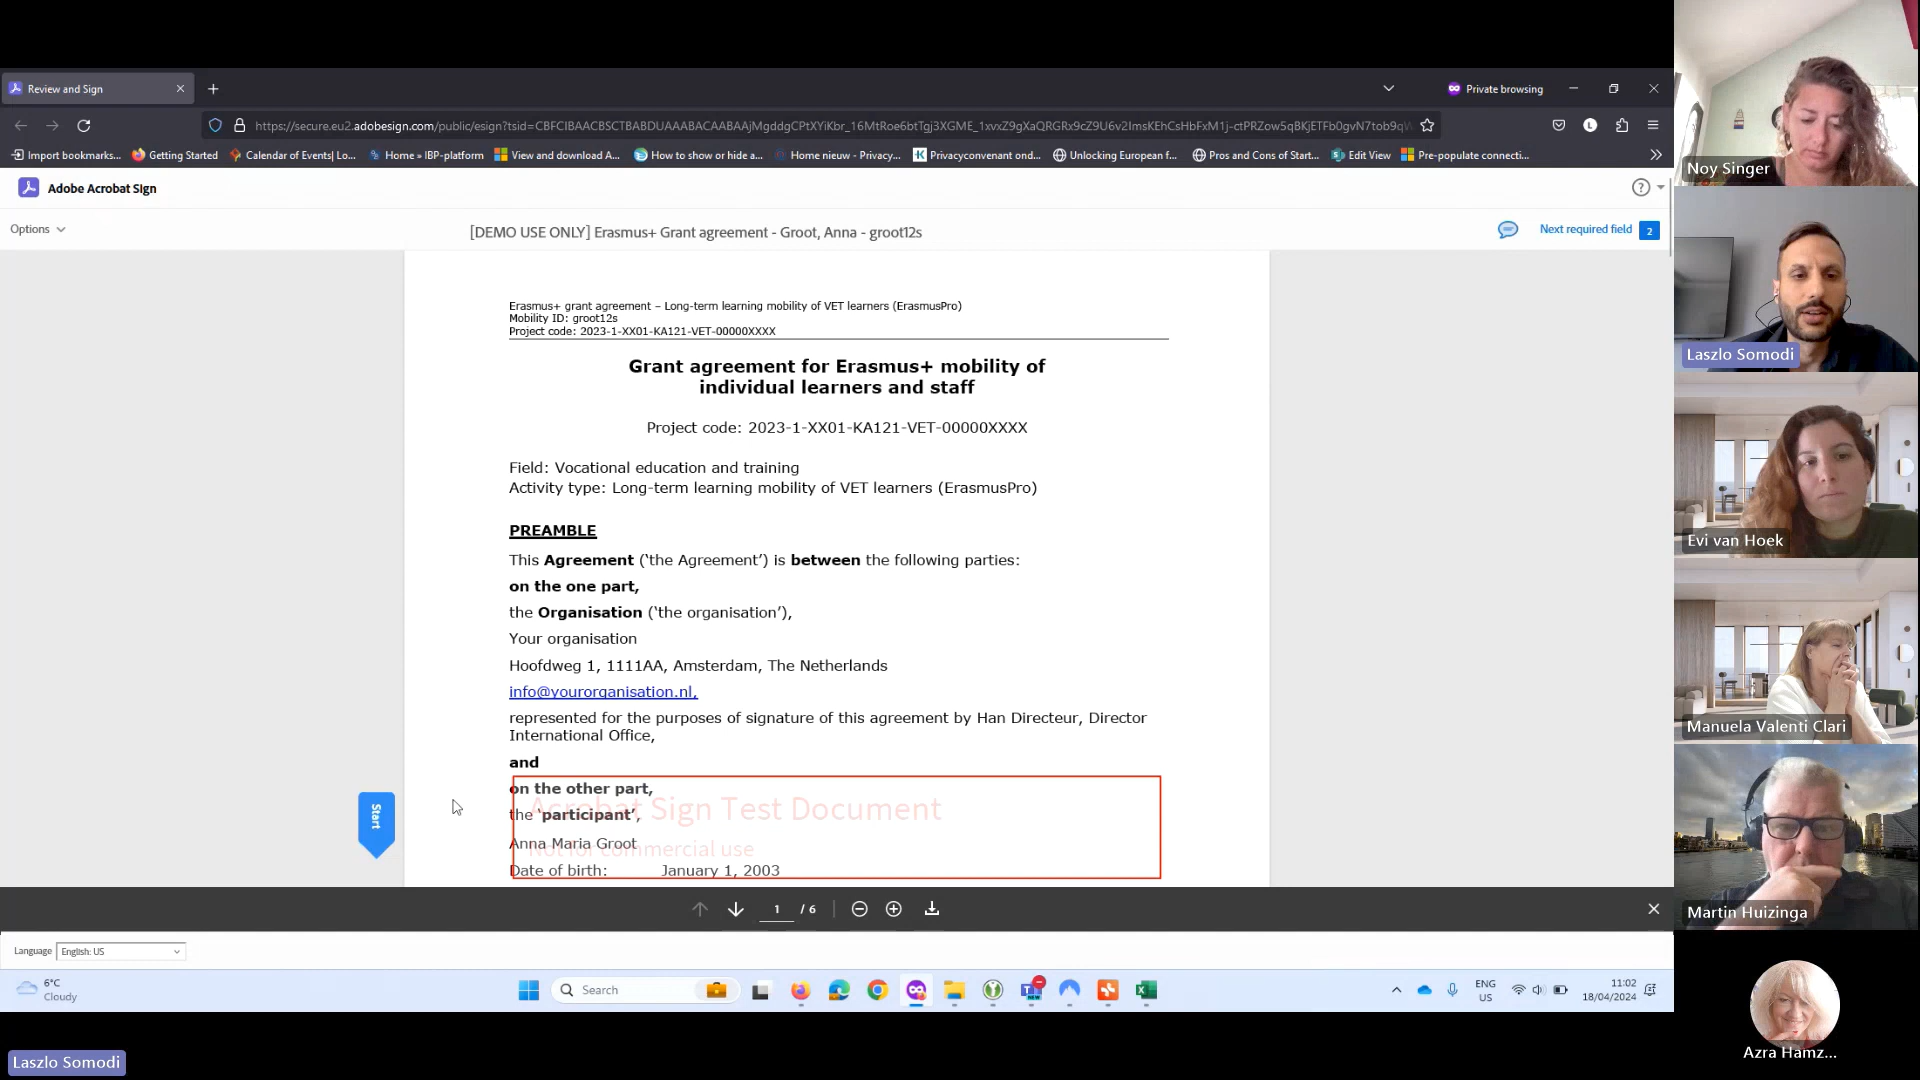 Review and Sign
Private browsing
https://secure.eu2.adobesign.com/public/esign?tsid=CBFCIBAACBSCTBABDUAAABACAABAAjMgddgCPtXYiKbr_16MtRoe6btTgj3XGME_1xvxZ9gXaQRGRx9cZ9U6v2ImsKEhCsHbFxM1j-ctPRZow5qBKjETFb0gvN7tob9qV
Import bookmarks...
Getting Started
Calendar of Events| Lo...
Home » IBP-platform
View and download A...
How to show or hide a...
Home nieuw - Privacy...
Privacyconvenant ond...
Unlocking European f...
Pros and Cons of Start...
Edit View
Pre-populate connecti...
Adobe Acrobat Sign
Options
[DEMO USE ONLY] Erasmus+ Grant agreement - Groot, Anna - groot12s
Next required field 2
Erasmus+ grant agreement – Long-term learning mobility of VET learners (ErasmusPro)
Mobility ID: groot12s
Project code: 2023-1-XX01-KA121-VET-00000XXXX
Grant agreement for Erasmus+ mobility of
individual learners and staff
Project code: 2023-1-XX01-KA121-VET-00000XXXX
Field: Vocational education and training
Activity type: Long-term learning mobility of VET learners (ErasmusPro)
PREAMBLE
This Agreement (‘the Agreement’) is between the following parties:
on the one part,
the Organisation (‘the organisation’),
Your organisation
Hoofdweg 1, 1111AA, Amsterdam, The Netherlands
info@yourorganisation.nl,
represented for the purposes of signature of this agreement by Han Directeur, Director
International Office,
and
on the other part,
Acrobat Sign Test Document
the ‘participant’,
Anna Maria Groot
Not for commercial use
Date of birth: January 1, 2003
Start
1 / 6
Language English: US
6°C
Cloudy
Search
ENG
US
11:02
18/04/2024
Noy Singer
Laszlo Somodi
Evi van Hoek
Manuela Valenti Clari
Martin Huizinga
Azra Hamz...
Laszlo Somodi